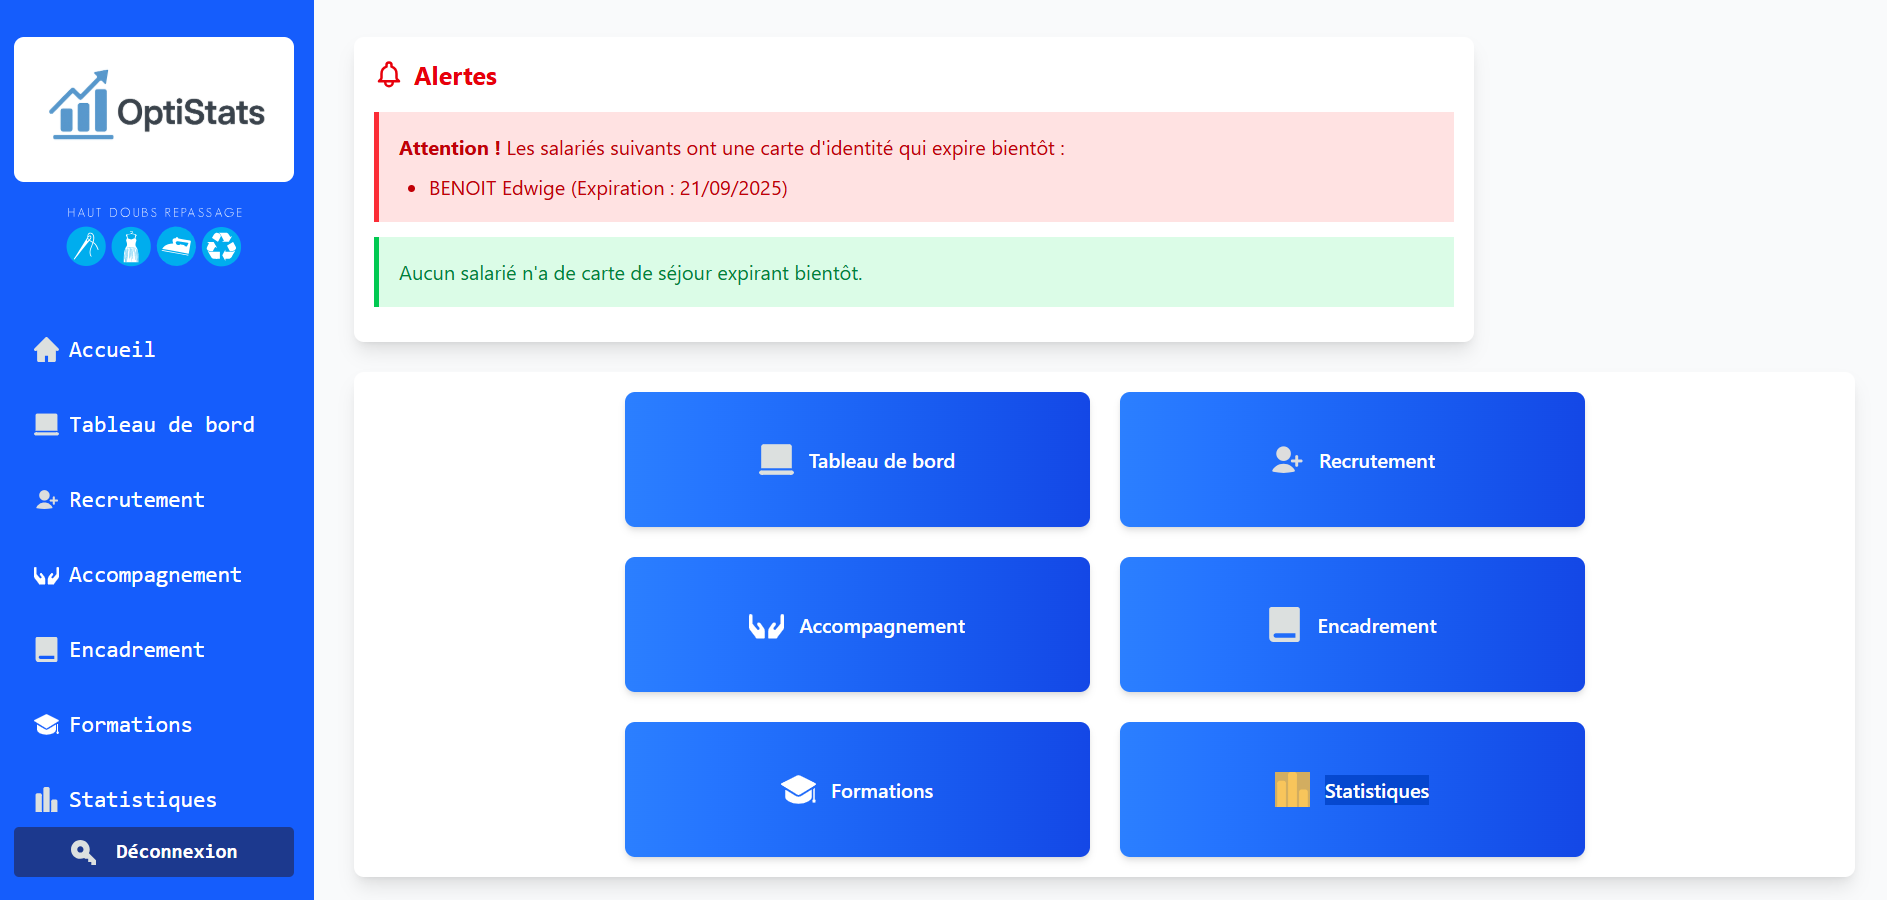 OptiStats
HAUT DOUBS REPASSAGE
Accueil
Tableau de bord
Recrutement
Accompagnement
Encadrement
Formations
Statistiques
Déconnexion
Alertes
Attention ! Les salariés suivants ont une carte d'identité qui expire bientôt :
• BENOIT Edwige (Expiration : 21/09/2025)
Aucun salarié n'a de carte de séjour expirant bientôt.
Tableau de bord
Recrutement
Accompagnement
Encadrement
Formations
Statistiques